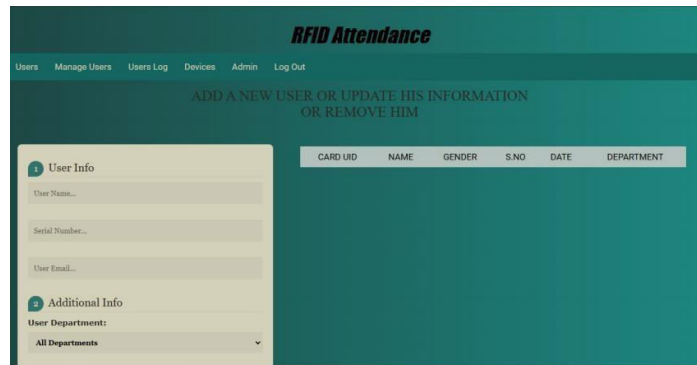 RFID Attendance
Users Manage Users Users Log Devices Admin Log Out
ADD A NEW USER OR UPDATE HIS INFORMATION
OR REMOVE HIM
1 User Info
User Name...
Serial Number...
User Email...
2 Additional Info
User Department:
All Departments
CARD UID NAME GENDER S.NO DATE DEPARTMENT